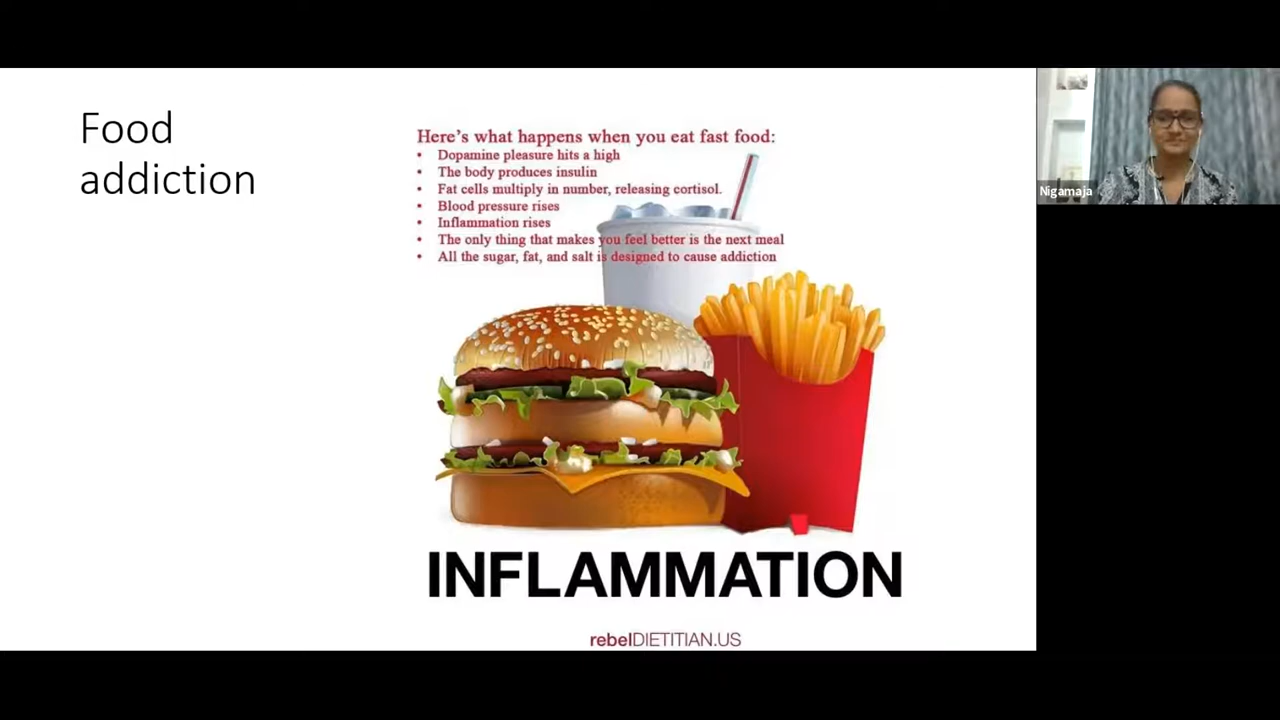 Food
addiction
Here's what happens when you eat fast food:
• Dopamine pleasure hits a high
• The body produces insulin
• Fat cells multiply in number, releasing cortisol.
• Blood pressure rises
• Inflammation rises
• The only thing that makes you feel better is the next meal
• All the sugar, fat, and salt is designed to cause addiction
INFLAMMATION
rebelDIETITIAN.US
Nigamaja